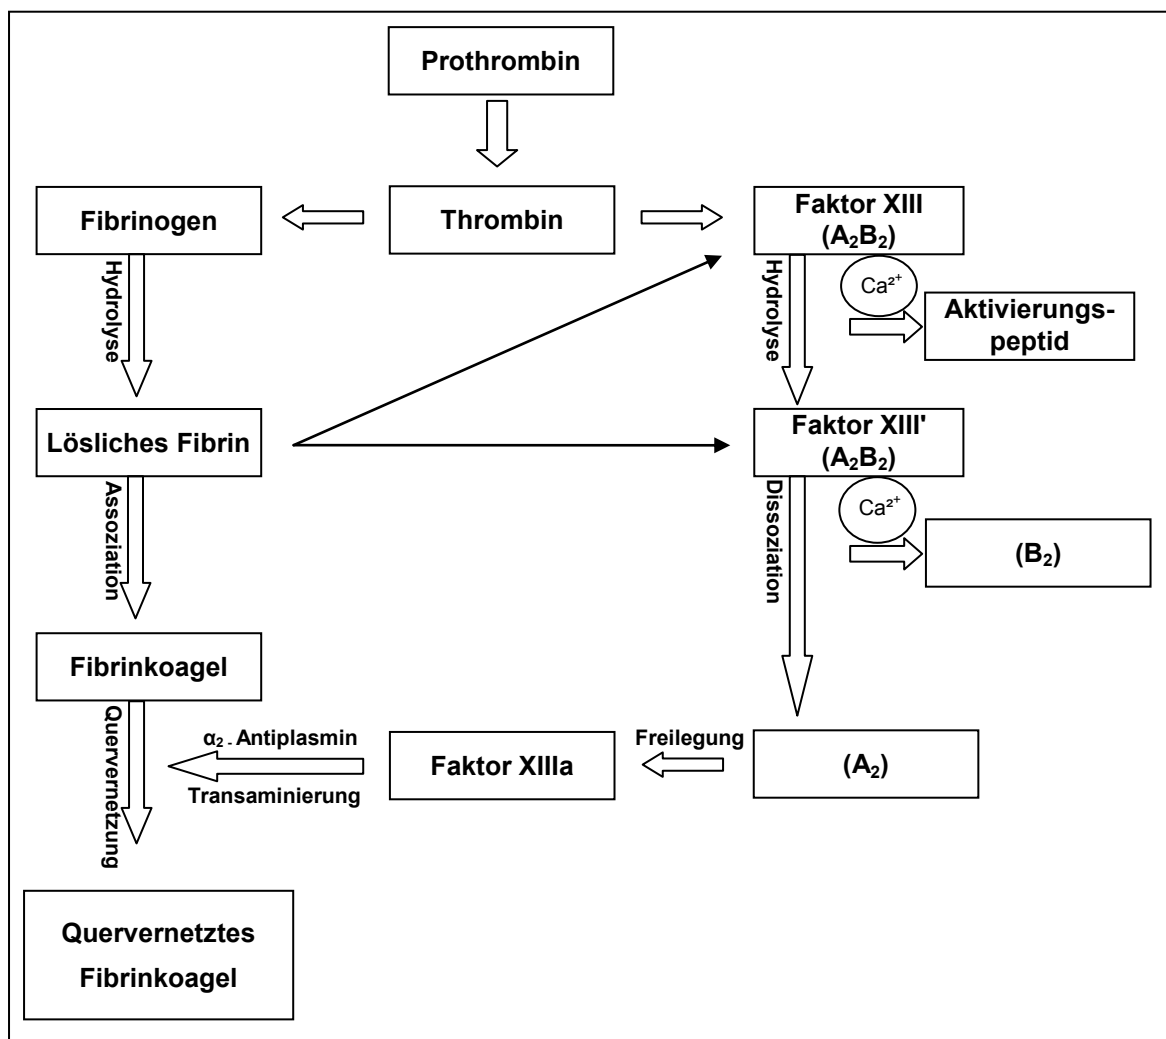 Prothrombin
Fibrinogen
Thrombin
Faktor XIII
(A₂B₂)
Hydrolyse
Hydrolyse
Ca²⁺
Aktivierungs-
peptid
Lösliches Fibrin
Faktor XIII'
(A₂B₂)
Assoziation
Dissoziation
Ca²⁺
(B₂)
Fibrinkoagel
Quervernetzung
α₂ - Antiplasmin
Transaminierung
Faktor XIIIa
Freilegung
(A₂)
Quervernetztes
Fibrinkoagel